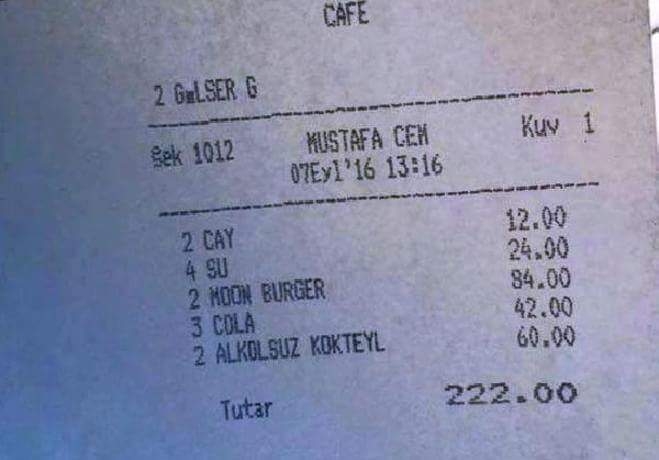 CAFE
2 G■LSER G
Şek 1012 MUSTAFA CEM Kuv 1
07Eyl'16 13:16
2 CAY 12.00
4 SU 24.00
2 MOON BURGER 84.00
3 COLA 42.00
2 ALKOLSUZ KOKTEYL 60.00
Tutar 222.00